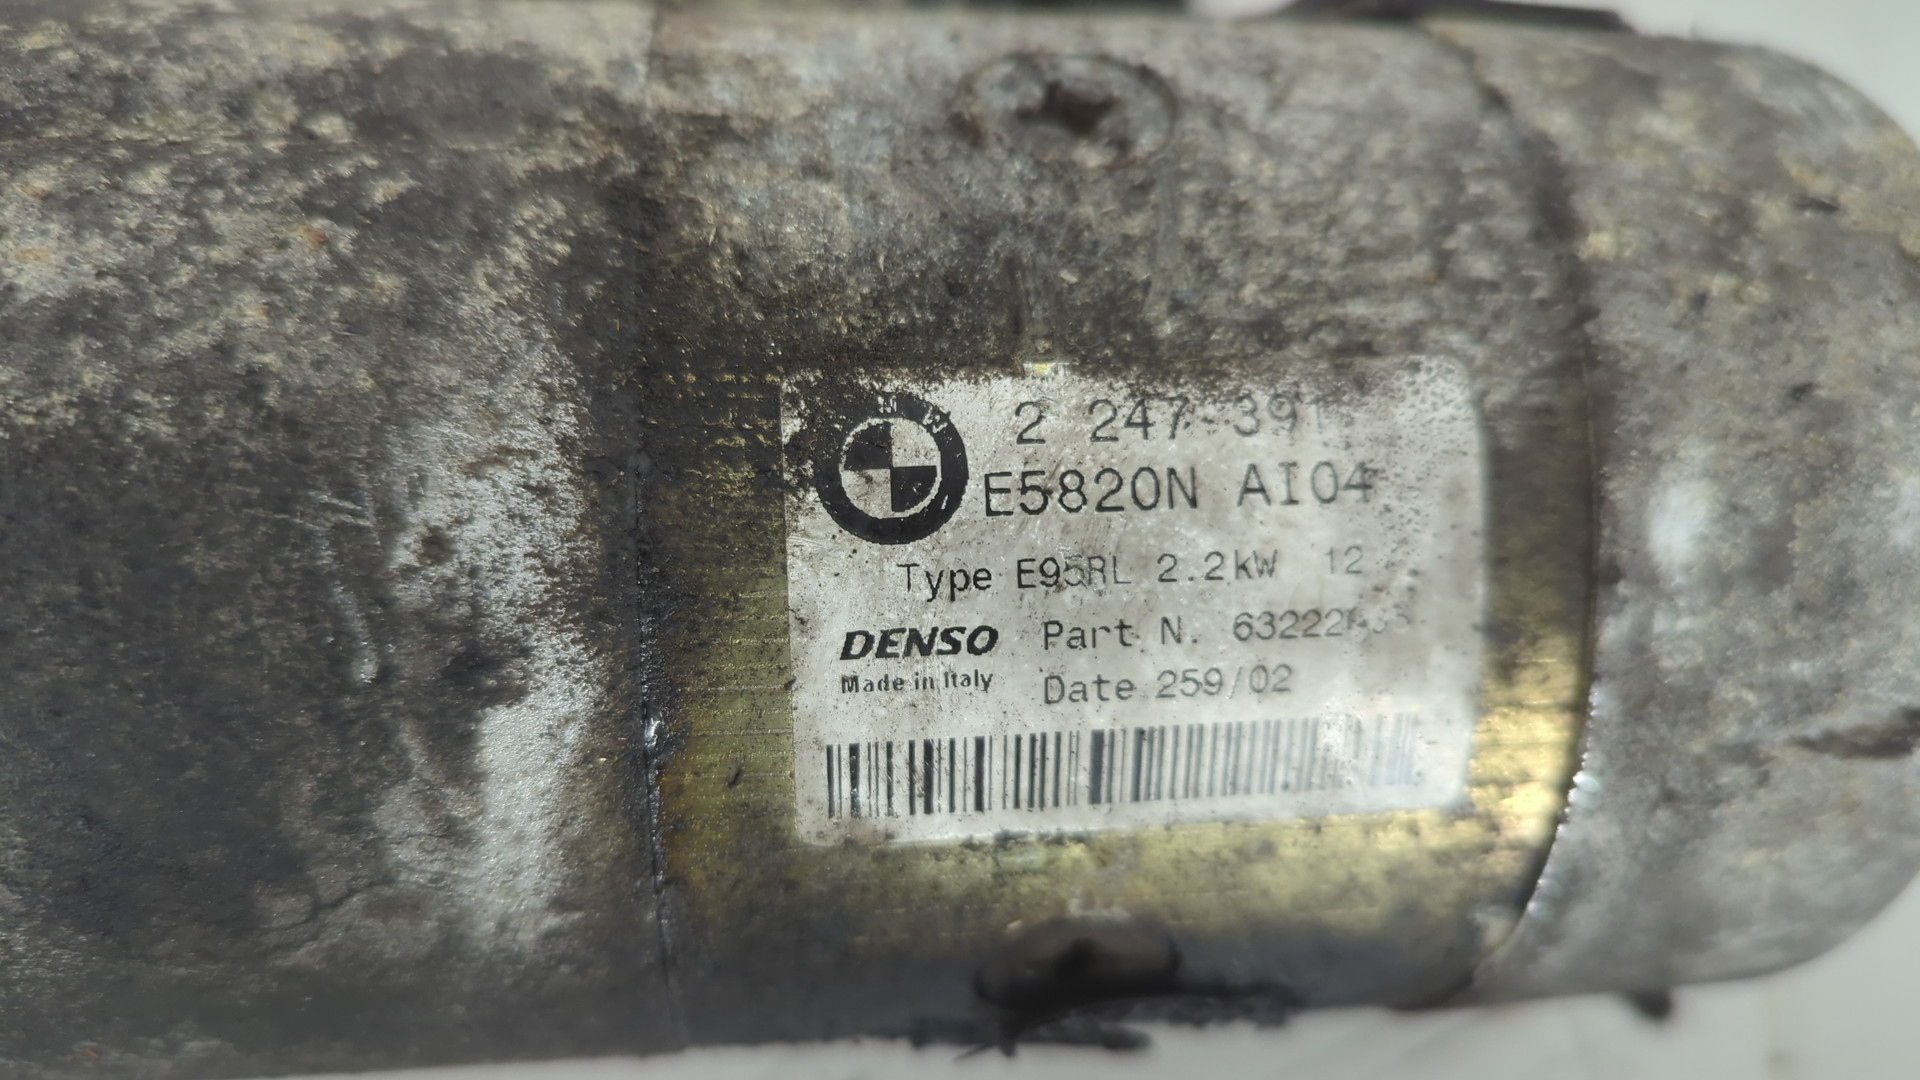 2 247 391
E5820N AI04
Type E95RL 2.2kW 12
DENSO Part N.
Made in Italy Date 259/02